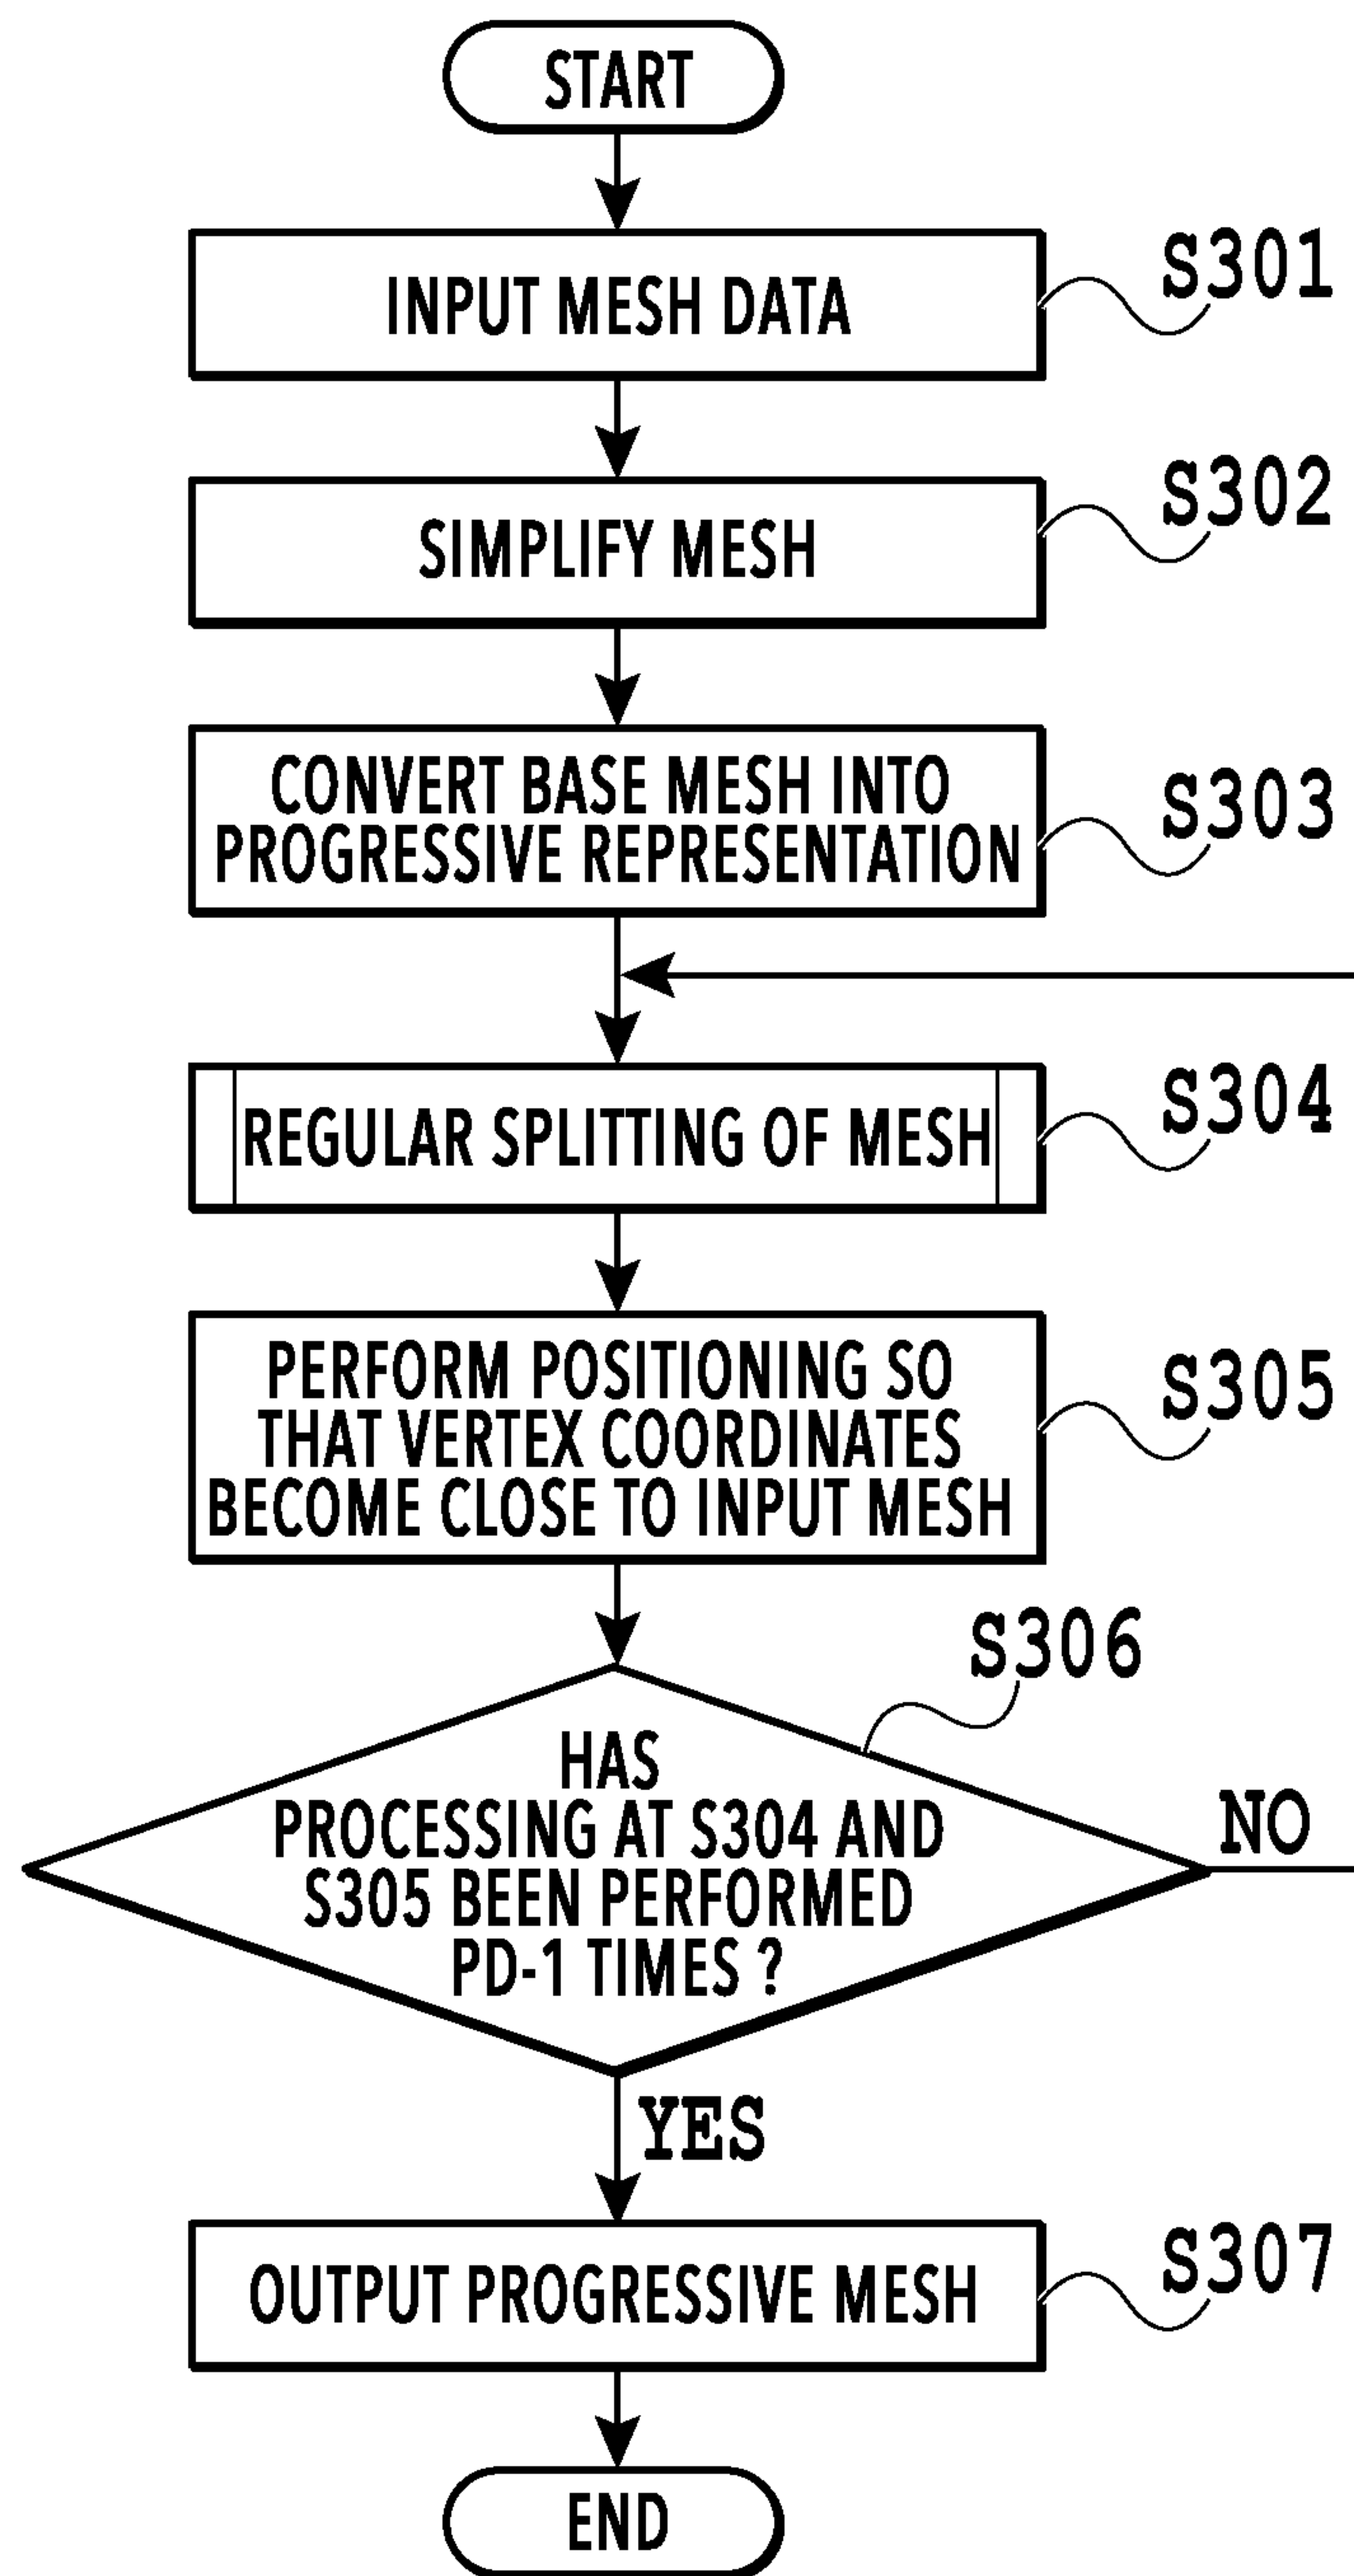 START
INPUT MESH DATA
S301
SIMPLIFY MESH
S302
CONVERT BASE MESH INTO
PROGRESSIVE REPRESENTATION
S303
REGULAR SPLITTING OF MESH
S304
PERFORM POSITIONING SO
THAT VERTEX COORDINATES
BECOME CLOSE TO INPUT MESH
S305
S306
HAS
PROCESSING AT S304 AND
S305 BEEN PERFORMED
PD-1 TIMES ?
NO
YES
OUTPUT PROGRESSIVE MESH
S307
END